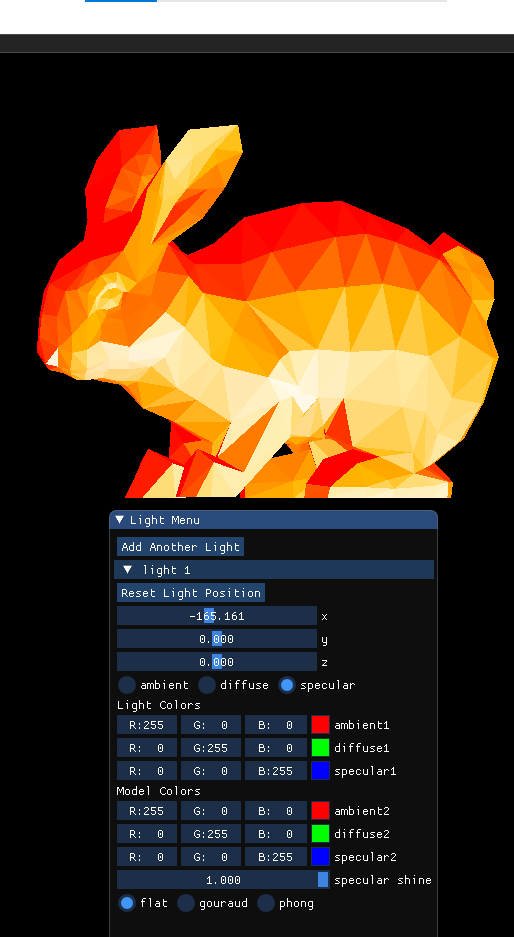 Light Menu
Add Another Light
light 1
Reset Light Position
-165.161 x
0.000 y
0.000 z
ambient diffuse specular
Light Colors
R:255 G: 0 B: 0 ambient1
R: 0 G:255 B: 0 diffuse1
R: 0 G: 0 B:255 specular1
Model Colors
R:255 G: 0 B: 0 ambient2
R: 0 G:255 B: 0 diffuse2
R: 0 G: 0 B:255 specular2
1.000 specular shine
flat gouraud phong